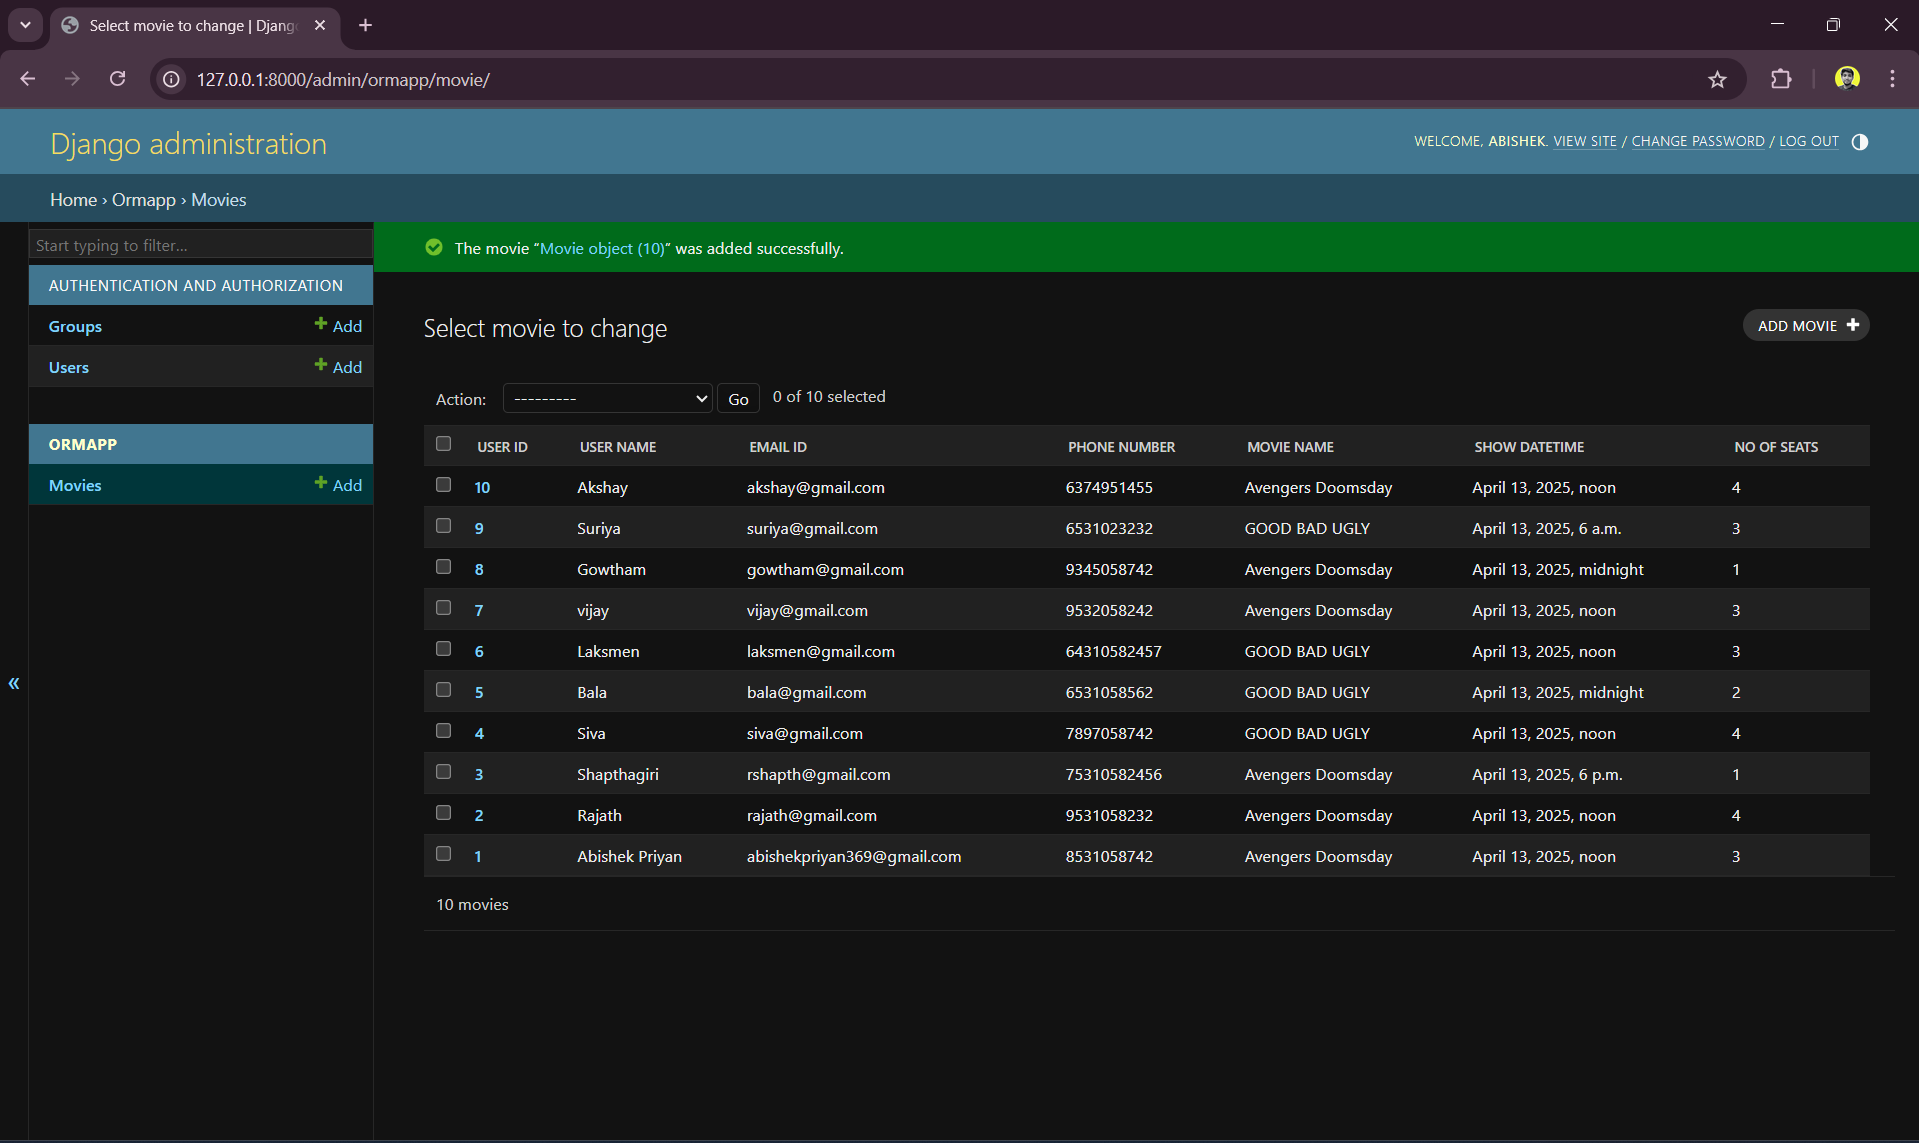 Select movie to change | Djang
127.0.0.1:8000/admin/ormapp/movie/
Django administration
WELCOME, ABISHEK. VIEW SITE / CHANGE PASSWORD / LOG OUT
Home › Ormapp › Movies
Start typing to filter...
AUTHENTICATION AND AUTHORIZATION
Groups Add
Users Add
ORMAPP
Movies Add
«
The movie “Movie object (10)” was added successfully.
Select movie to change
ADD MOVIE
Action: --------- Go 0 of 10 selected
USER ID USER NAME EMAIL ID PHONE NUMBER MOVIE NAME SHOW DATETIME NO OF SEATS
10 Akshay akshay@gmail.com 6374951455 Avengers Doomsday April 13, 2025, noon 4
9 Suriya suriya@gmail.com 6531023232 GOOD BAD UGLY April 13, 2025, 6 a.m. 3
8 Gowtham gowtham@gmail.com 9345058742 Avengers Doomsday April 13, 2025, midnight 1
7 vijay vijay@gmail.com 9532058242 Avengers Doomsday April 13, 2025, noon 3
6 Laksmen laksmen@gmail.com 64310582457 GOOD BAD UGLY April 13, 2025, noon 3
5 Bala bala@gmail.com 6531058562 GOOD BAD UGLY April 13, 2025, midnight 2
4 Siva siva@gmail.com 7897058742 GOOD BAD UGLY April 13, 2025, noon 4
3 Shapthagiri rshapth@gmail.com 75310582456 Avengers Doomsday April 13, 2025, 6 p.m. 1
2 Rajath rajath@gmail.com 9531058232 Avengers Doomsday April 13, 2025, noon 4
1 Abishek Priyan abishekpriyan369@gmail.com 8531058742 Avengers Doomsday April 13, 2025, noon 3
10 movies